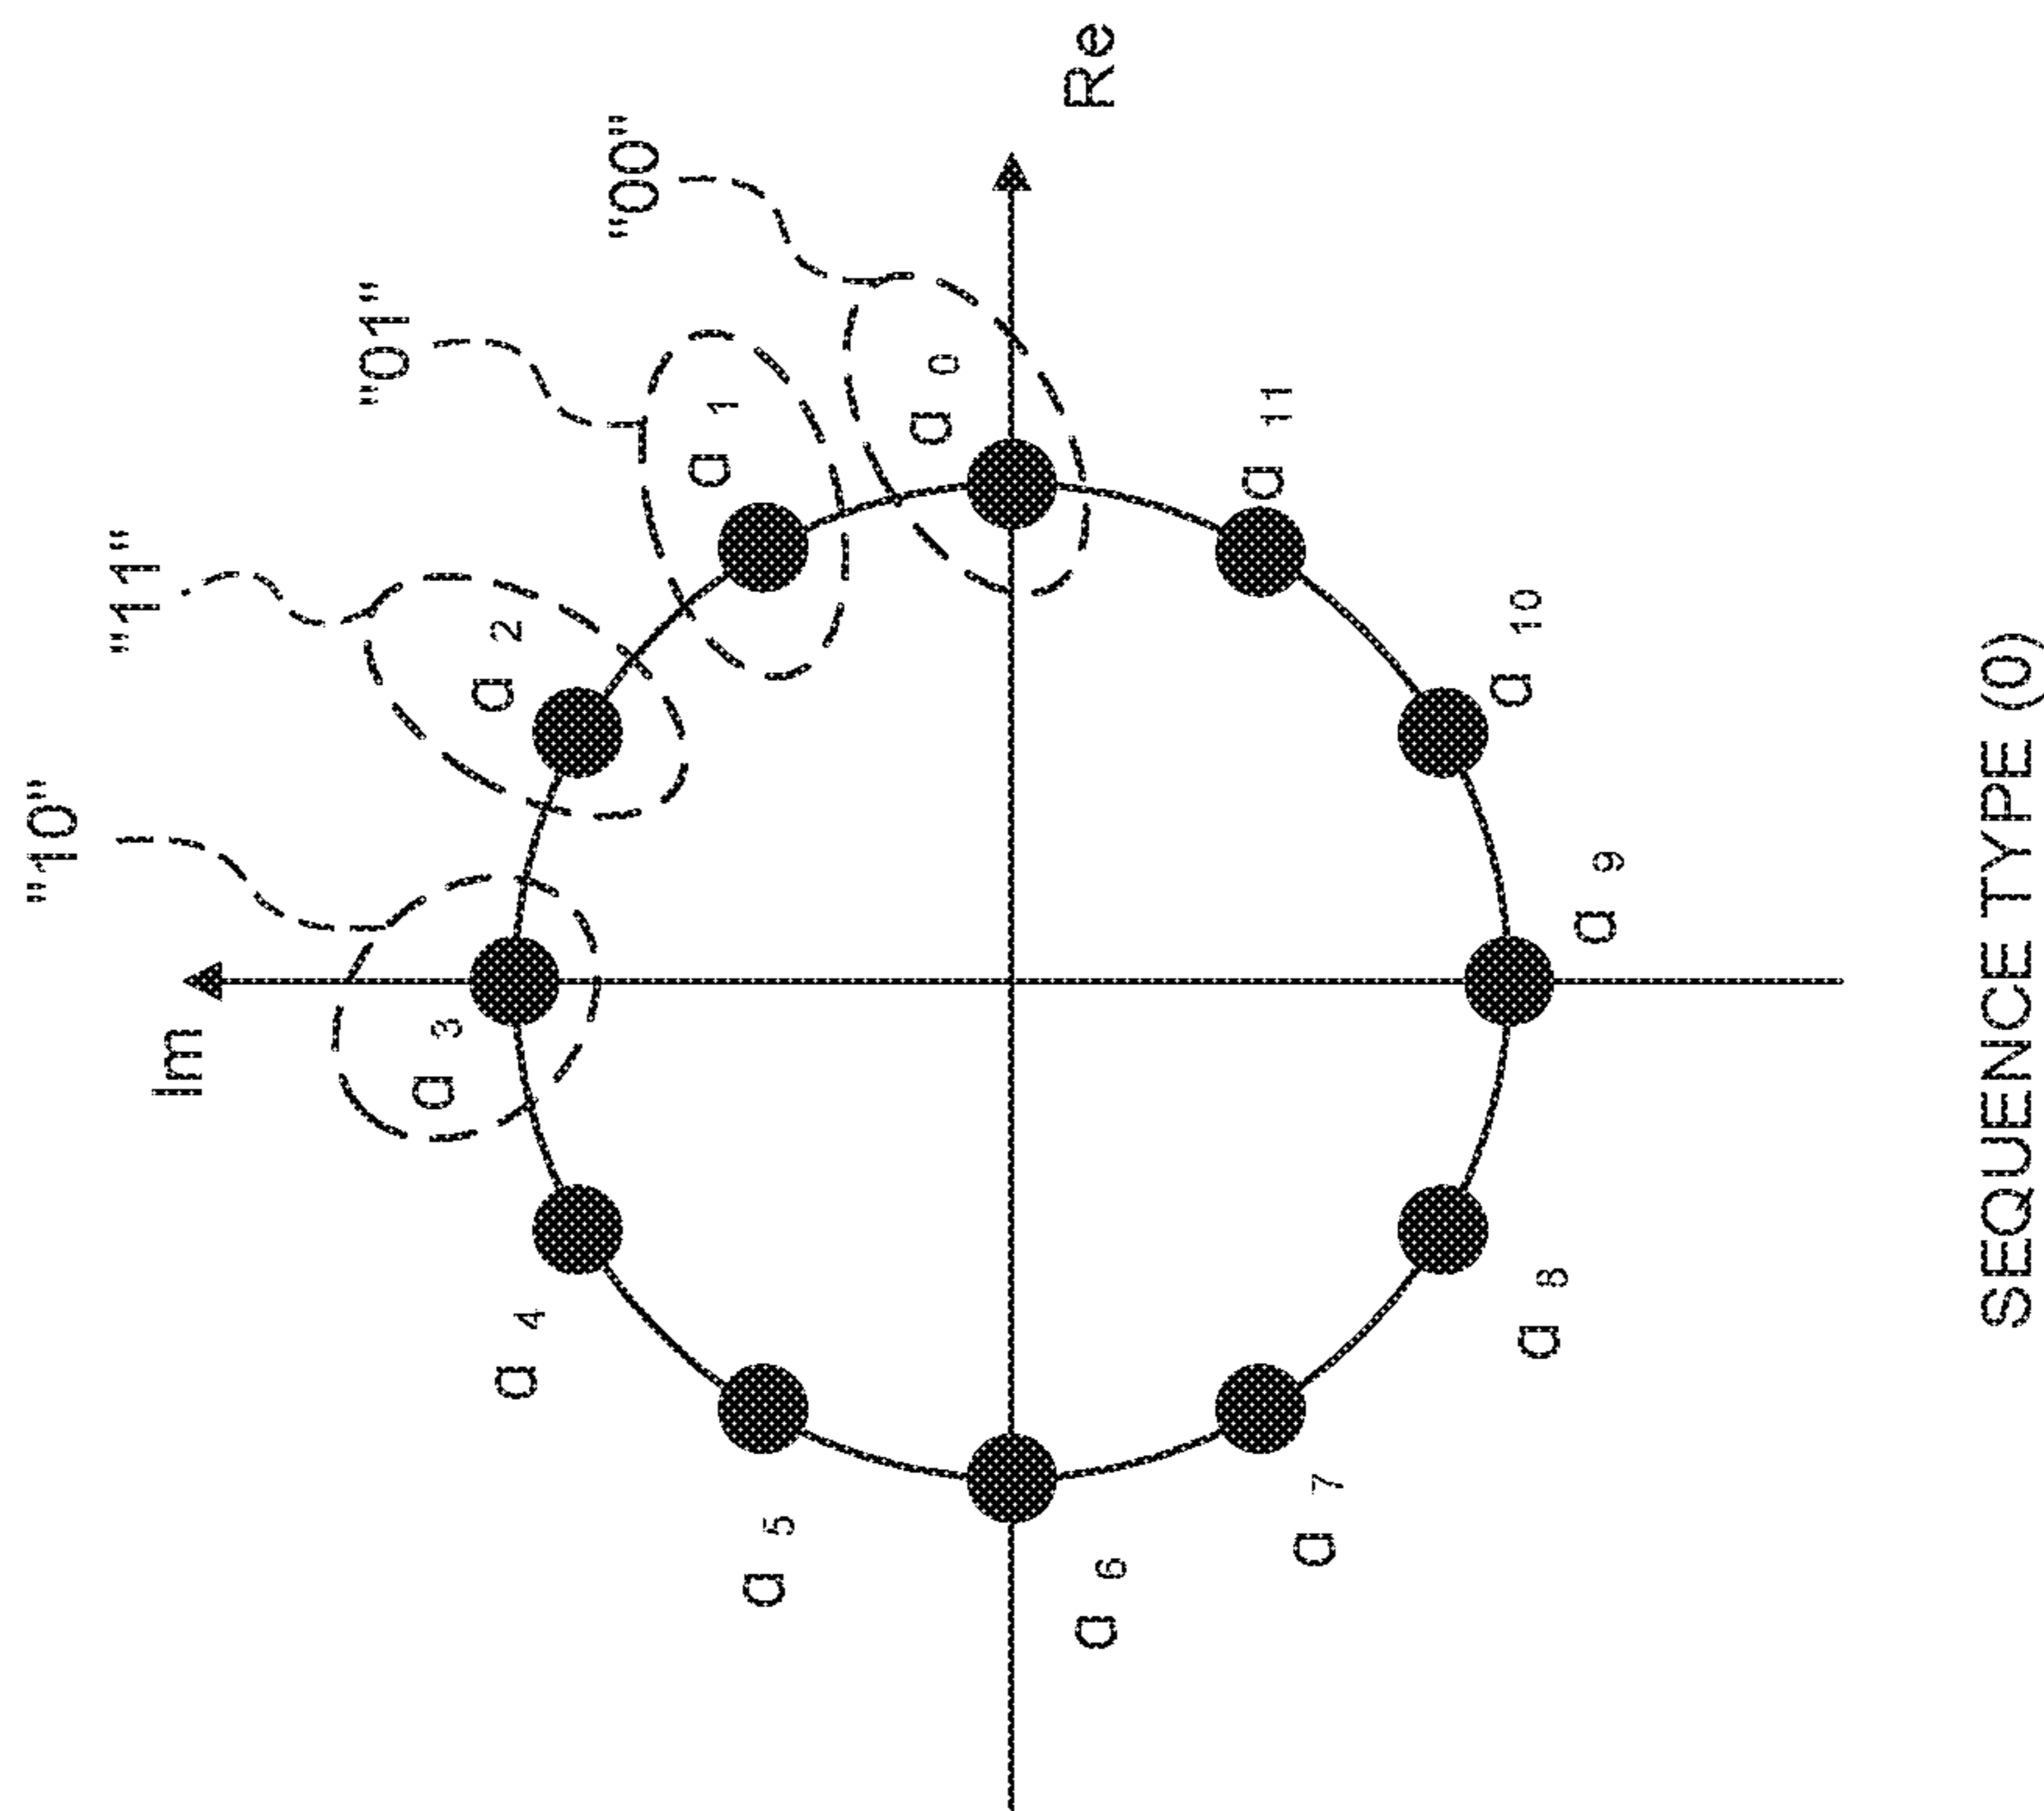 "10"
"11"
"01"
"00"
Im
Re
a 3
a 2
a 1
a 0
a 4
a 5
a 6
a 7
a 8
a 9
a 10
a 11
SEQUENCE TYPE (0)